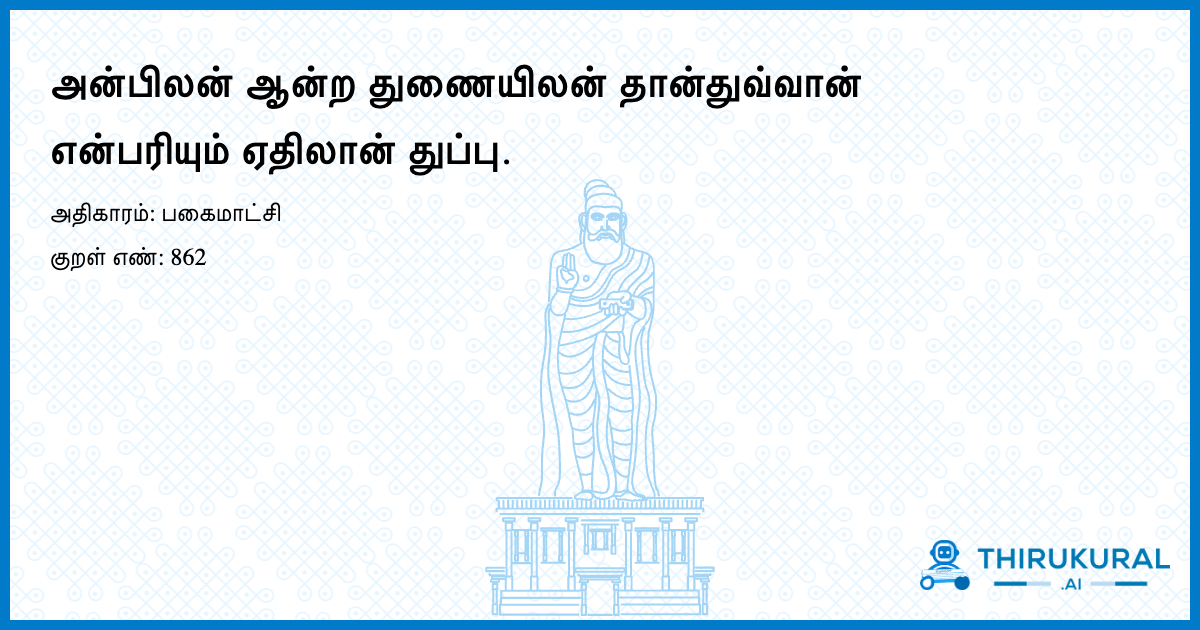 அன்பிலன் ஆன்ற துணையிலன் தான்துவ்வான்
என்பரியும் ஏதிலான் துப்பு.
அதிகாரம்: பகைமாட்சி
குறள் எண்: 862
THIRUKURAL
.AI